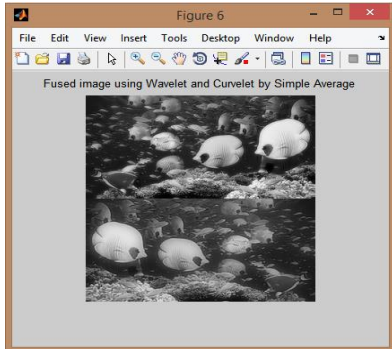 Figure 6
File Edit View Insert Tools Desktop Window Help
Fused image using Wavelet and Curvelet by Simple Average